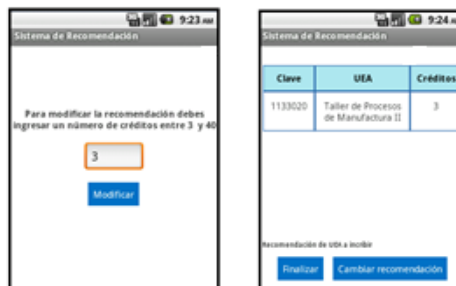 9:23 AM
Sistema de Recomendación
Para modificar la recomendación debes
ingresar un número de créditos entre 3 y 40
3
Modificar
9:24 AM
Sistema de Recomendación
Clave UEA Créditos
1133020 Taller de Procesos 3
de Manufactura II
Recomendación de UEA a incribir
Finalizar Cambiar recomendación